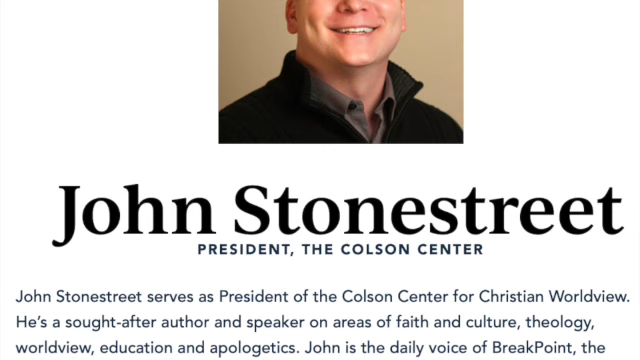 John Stonestreet
PRESIDENT, THE COLSON CENTER
John Stonestreet serves as President of the Colson Center for Christian Worldview.
He’s a sought-after author and speaker on areas of faith and culture, theology,
worldview, education and apologetics. John is the daily voice of BreakPoint, the